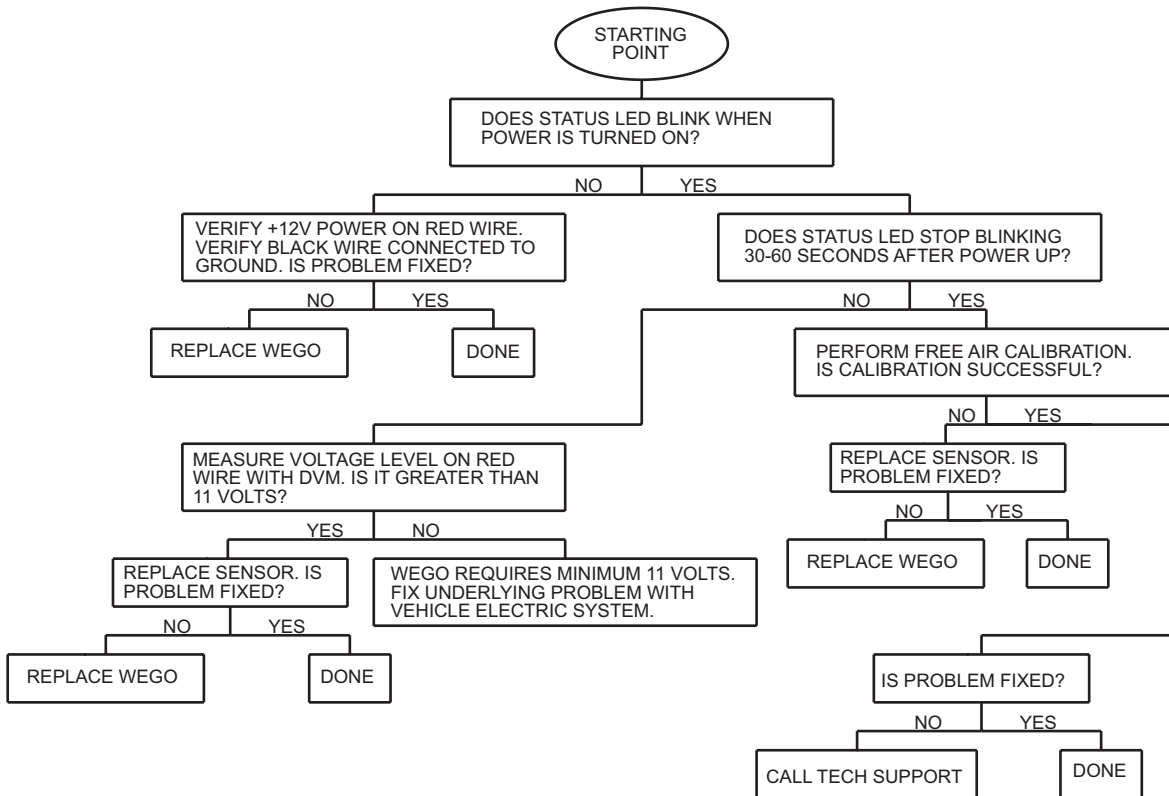 STARTING
POINT
DOES STATUS LED BLINK WHEN
POWER IS TURNED ON?
NO
YES
VERIFY +12V POWER ON RED WIRE.
VERIFY BLACK WIRE CONNECTED TO
GROUND. IS PROBLEM FIXED?
DOES STATUS LED STOP BLINKING
30-60 SECONDS AFTER POWER UP?
NO
YES
NO
YES
REPLACE WEGO
DONE
PERFORM FREE AIR CALIBRATION.
IS CALIBRATION SUCCESSFUL?
NO
YES
MEASURE VOLTAGE LEVEL ON RED
WIRE WITH DVM. IS IT GREATER THAN
11 VOLTS?
REPLACE SENSOR. IS
PROBLEM FIXED?
NO
YES
YES
NO
REPLACE WEGO
DONE
REPLACE SENSOR. IS
PROBLEM FIXED?
WEGO REQUIRES MINIMUM 11 VOLTS.
FIX UNDERLYING PROBLEM WITH
VEHICLE ELECTRIC SYSTEM.
NO
YES
REPLACE WEGO
DONE
IS PROBLEM FIXED?
NO
YES
CALL TECH SUPPORT
DONE